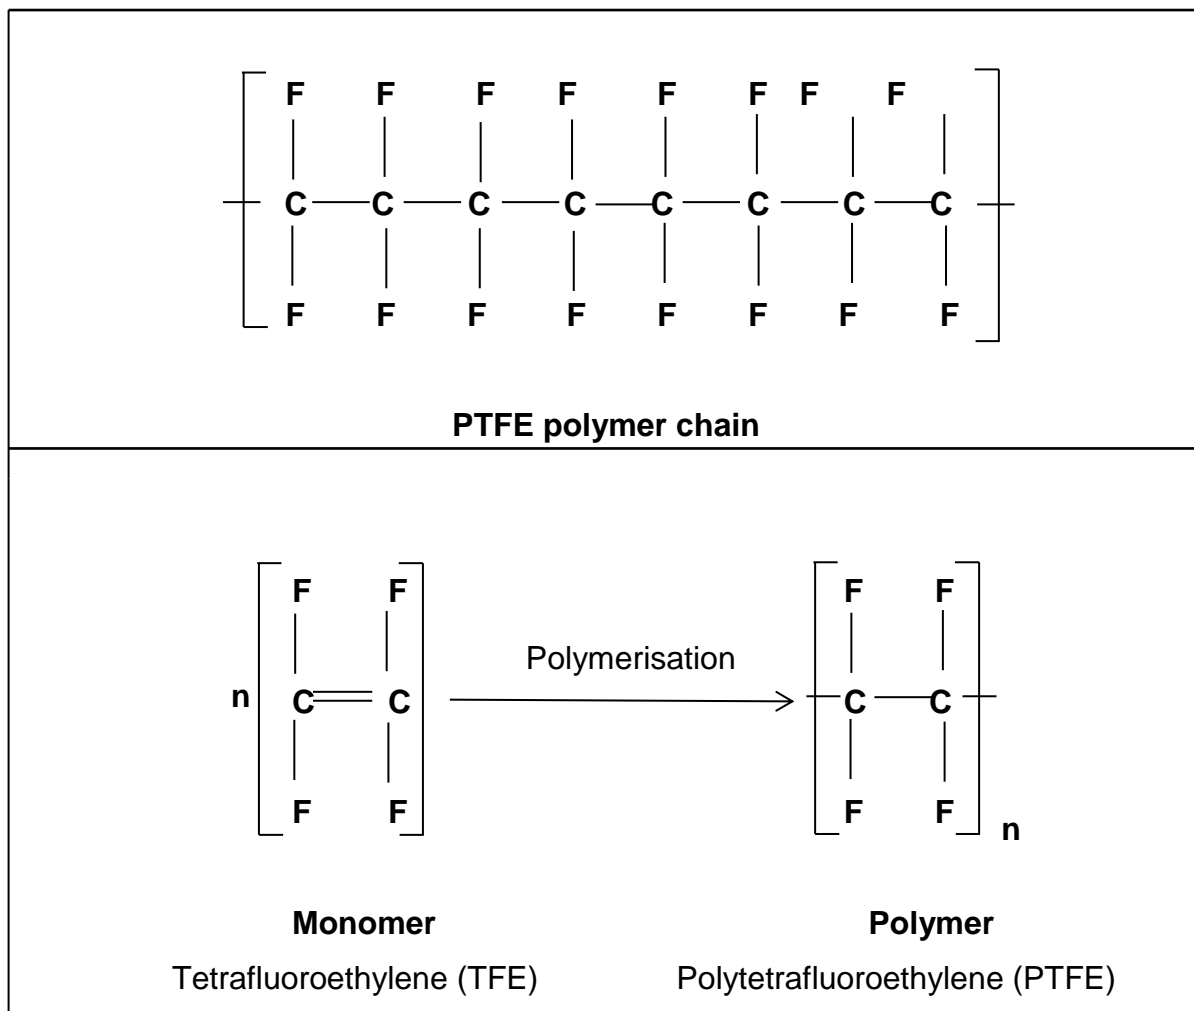 F F F F F F F F
C C C C C C C C
F F F F F F F F
PTFE polymer chain
F F F F
Polymerisation
n C C C C
F F F F
n
Monomer Polymer
Tetrafluoroethylene (TFE) Polytetrafluoroethylene (PTFE)